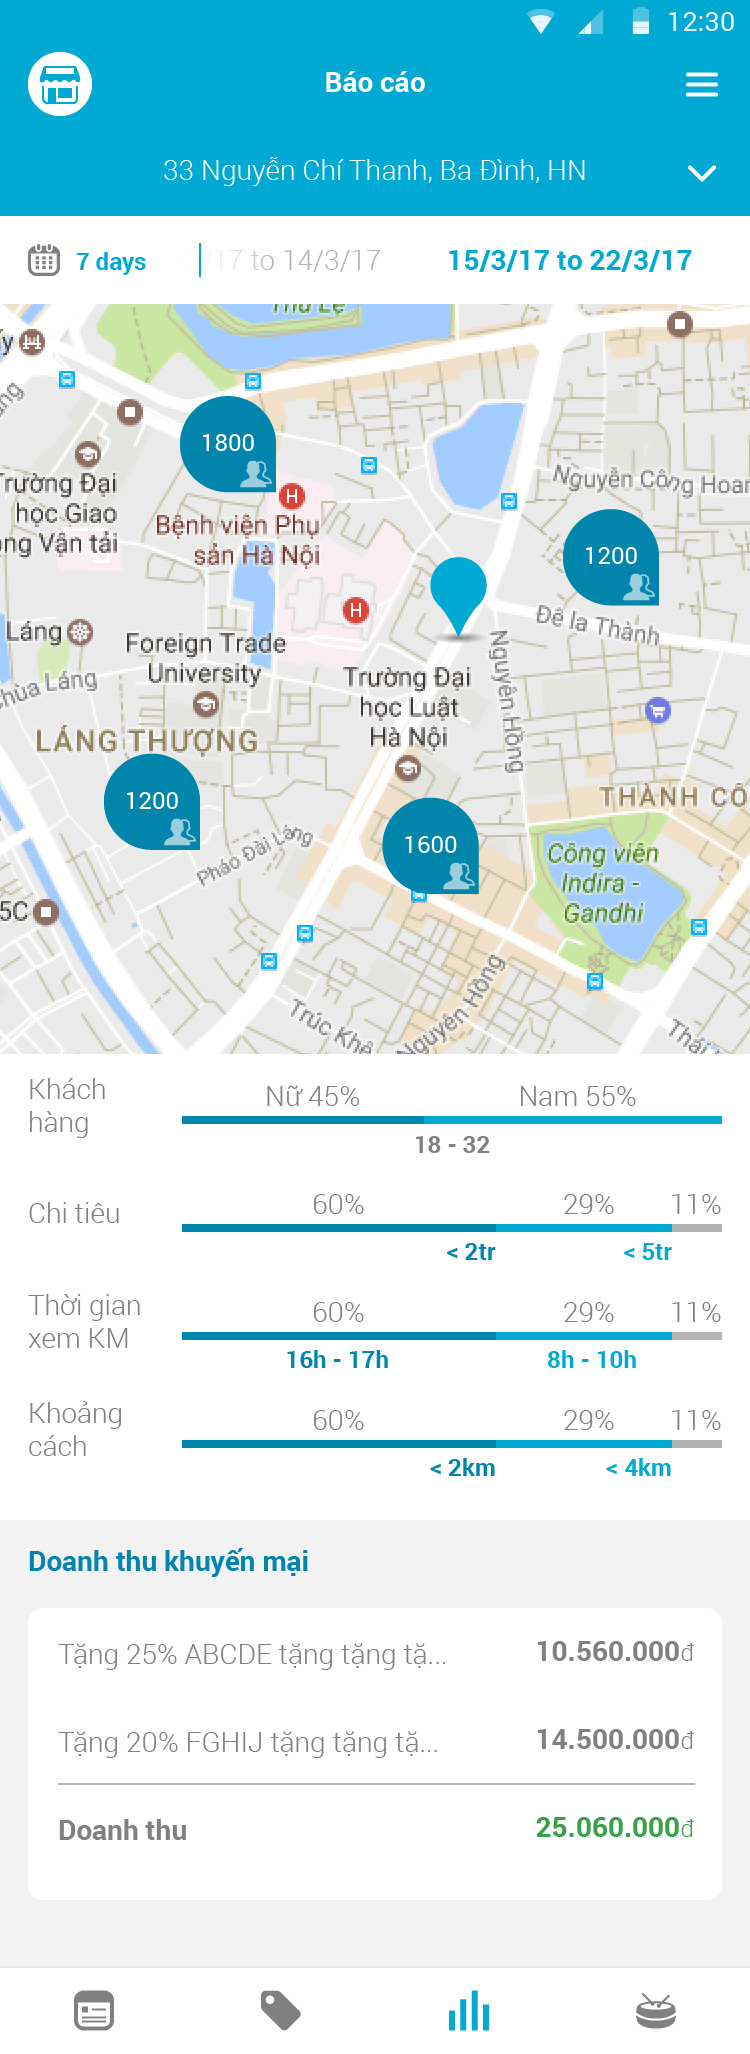 12:30
Báo cáo
33 Nguyễn Chí Thanh, Ba Đình, HN
7 days
/17 to 14/3/17
15/3/17 to 22/3/17
Thủ Lệ
1800
Trường Đại
học Giao
ông Vận tải
Bệnh viện Phụ
sản Hà Nội
H
Nguyễn Công Hoan
1200
H
Đê la Thành
Láng
Foreign Trade
University
Chùa Láng
Trường Đại
học Luật
Hà Nội
Nguyên Hồng
LÁNG THƯỢNG
1200
THÀNH CÔ
1600
Pháo Đài Láng
Công viên
Indira -
Gandhi
5C
Trúc Khê
Nguyên Hồng
Khách
hàng
Nữ 45%
Nam 55%
18 - 32
Chi tiêu
60%
29%
11%
< 2tr
< 5tr
Thời gian
xem KM
60%
29%
11%
16h - 17h
8h - 10h
Khoảng
cách
60%
29%
11%
< 2km
< 4km
Doanh thu khuyến mại
Tặng 25% ABCDE tặng tặng tặ...
10.560.000đ
Tặng 20% FGHIJ tặng tặng tặ...
14.500.000đ
Doanh thu
25.060.000đ